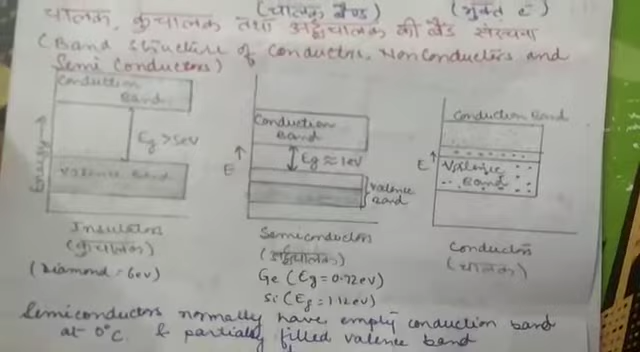 (चालक बैण्ड) (मुक्त e⁻)
चालक, कुचालक तथा अर्द्धचालक की बैंड संरचना
(Band Structure of conductors, NonConductors and
Semi Conductors)
Conduction
Band
Eg >5ev
Valence Band
Energy
Insulators
(कुचालक)
(Diamond = 6ev)
Conduction
Band
E
Eg ≈ 1ev
Valence
Band
Semiconductors
(अर्द्धचालक)
Ge (Eg = 0.72ev)
Si (Eg = 1.12ev)
Conduction Band
E
Valence
Band
Conductors
(चालक)
Semiconductors normally have empty conduction band
at 0°C & partially filled valence band